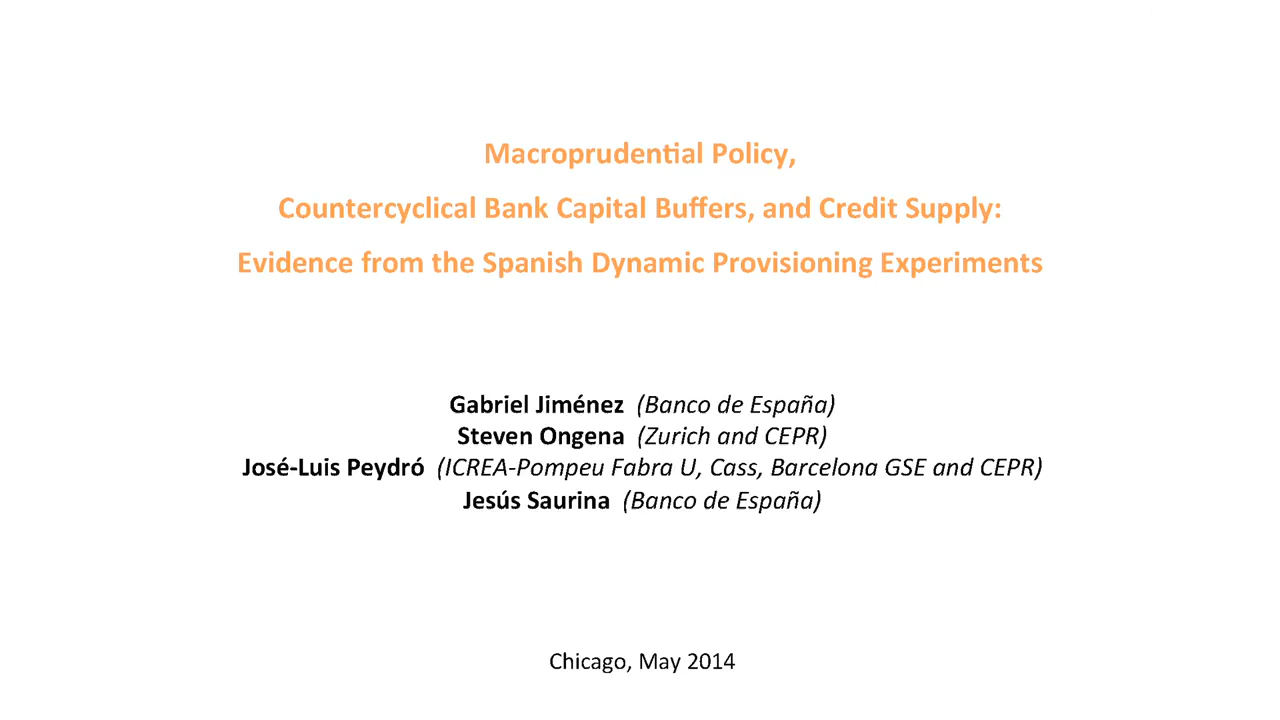 Macroprudential Policy,
Countercyclical Bank Capital Buffers, and Credit Supply:
Evidence from the Spanish Dynamic Provisioning Experiments
Gabriel Jiménez (Banco de España)
Steven Ongena (Zurich and CEPR)
José-Luis Peydró (ICREA-Pompeu Fabra U, Cass, Barcelona GSE and CEPR)
Jesús Saurina (Banco de España)
Chicago, May 2014